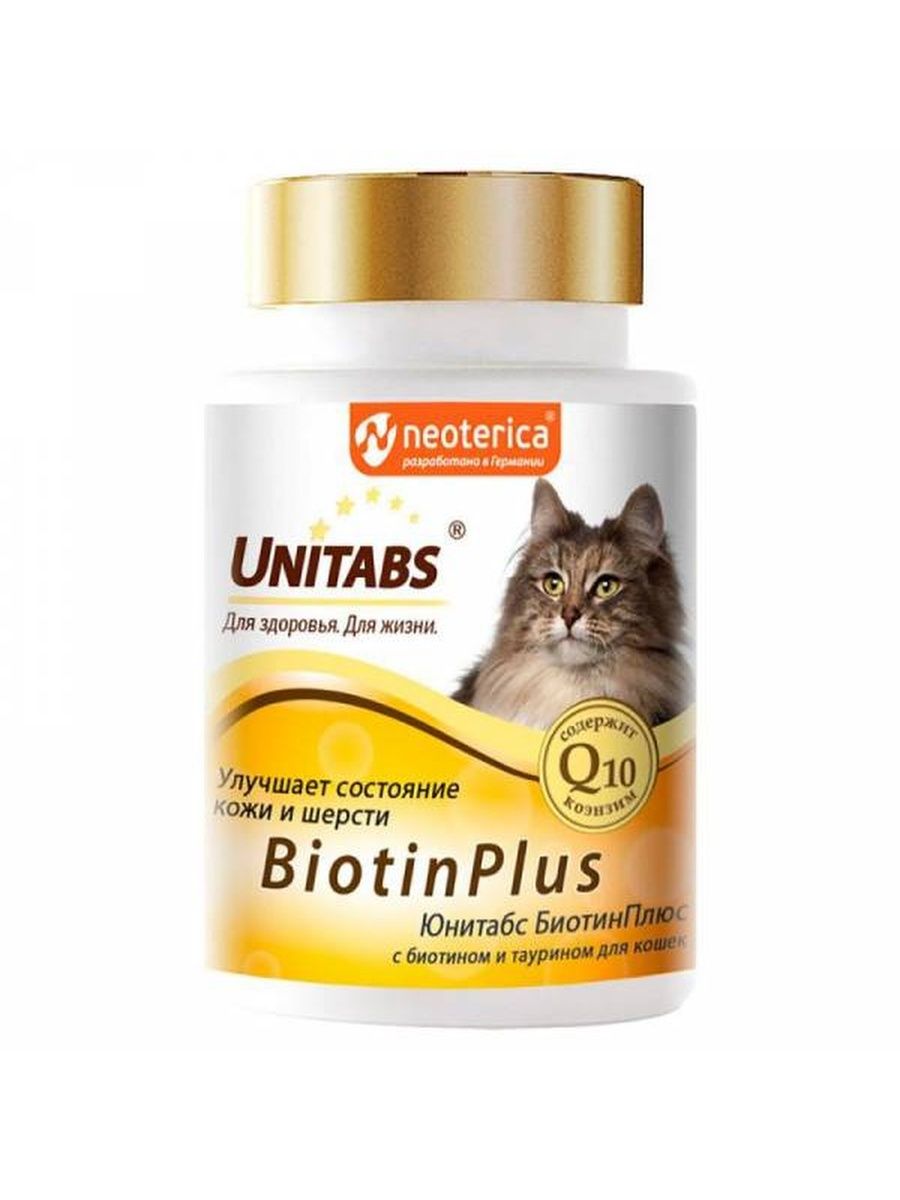 neoterica®
разработано в Германии
UNITABS®
Для здоровья. Для жизни.
содержит
Q10
коэнзим
Улучшает состояние
кожи и шерсти
BiotinPlus
Юнитабс БиотинПлюс
с биотином и таурином для кошек